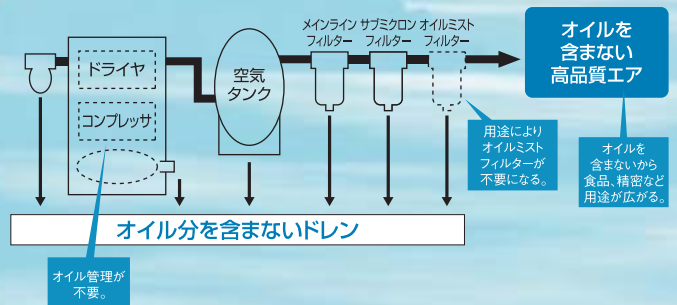 メインライン
フィルター
サブミクロン
フィルター
オイルミスト
フィルター
オイルを
含まない
高品質エア
ドライヤ
コンプレッサ
空気
タンク
用途により
オイルミスト
フィルターが
不要になる。
オイルを
含まないから
食品、精密など
用途が広がる。
オイル分を含まないドレン
オイル管理が
不要。